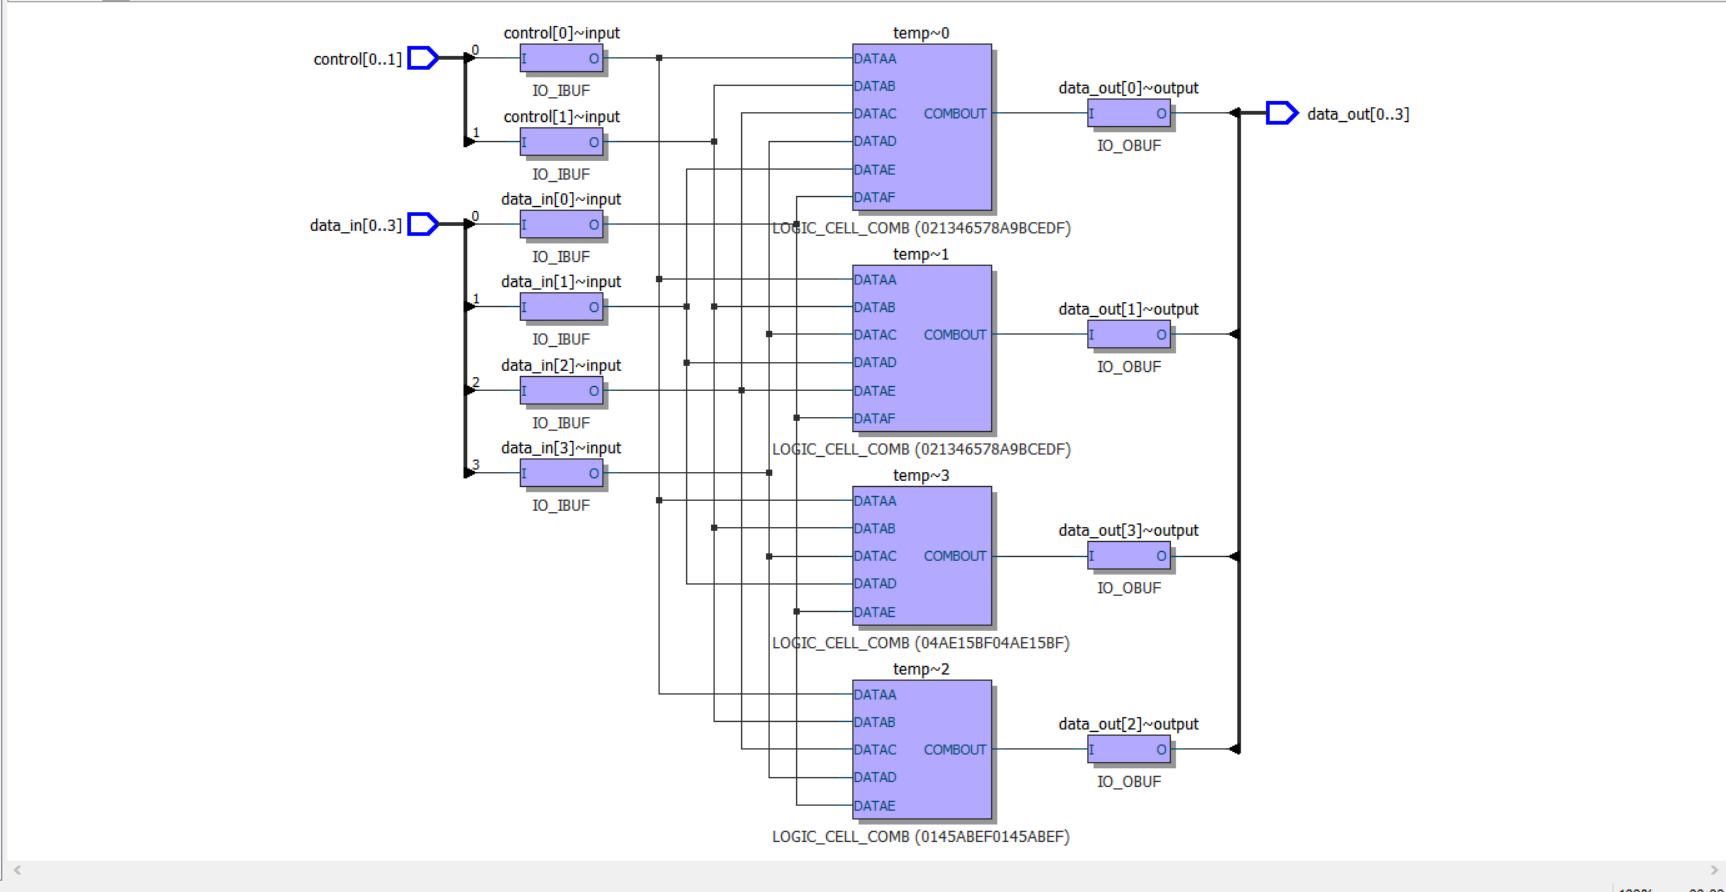 control[0..1]
0
control[0]~input
I
O
IO_IBUF
1
control[1]~input
I
O
IO_IBUF
data_in[0..3]
0
data_in[0]~input
I
O
IO_IBUF
1
data_in[1]~input
I
O
IO_IBUF
2
data_in[2]~input
I
O
IO_IBUF
3
data_in[3]~input
I
O
IO_IBUF
temp~0
DATAA
DATAB
DATAC COMBOUT
DATAD
DATAE
DATAF
LOGIC_CELL_COMB (021346578A9BCEDF)
temp~1
DATAA
DATAB
DATAC COMBOUT
DATAD
DATAE
DATAF
LOGIC_CELL_COMB (021346578A9BCEDF)
temp~3
DATAA
DATAB
DATAC COMBOUT
DATAD
DATAE
LOGIC_CELL_COMB (04AE15BF04AE15BF)
temp~2
DATAA
DATAB
DATAC COMBOUT
DATAD
DATAE
LOGIC_CELL_COMB (0145ABEF0145ABEF)
data_out[0]~output
I
O
IO_OBUF
data_out[1]~output
I
O
IO_OBUF
data_out[3]~output
I
O
IO_OBUF
data_out[2]~output
I
O
IO_OBUF
data_out[0..3]